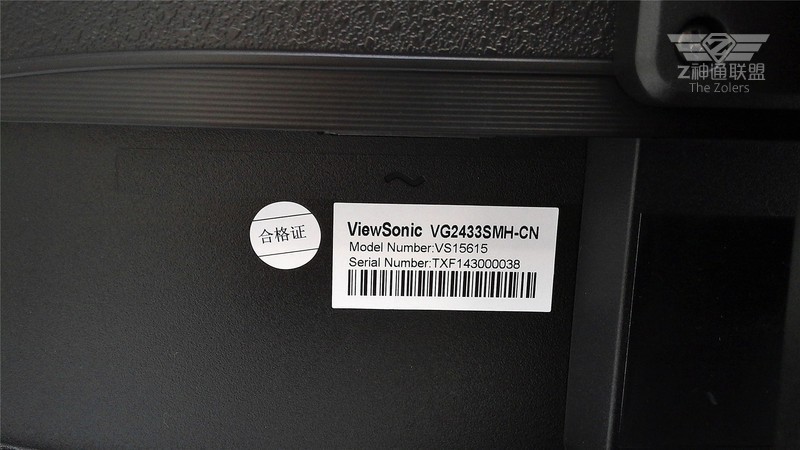 Z神通联盟
The Zolers
合格证
ViewSonic VG2433SMH-CN
Model Number:VS15615
Serial Number:TXF143000038